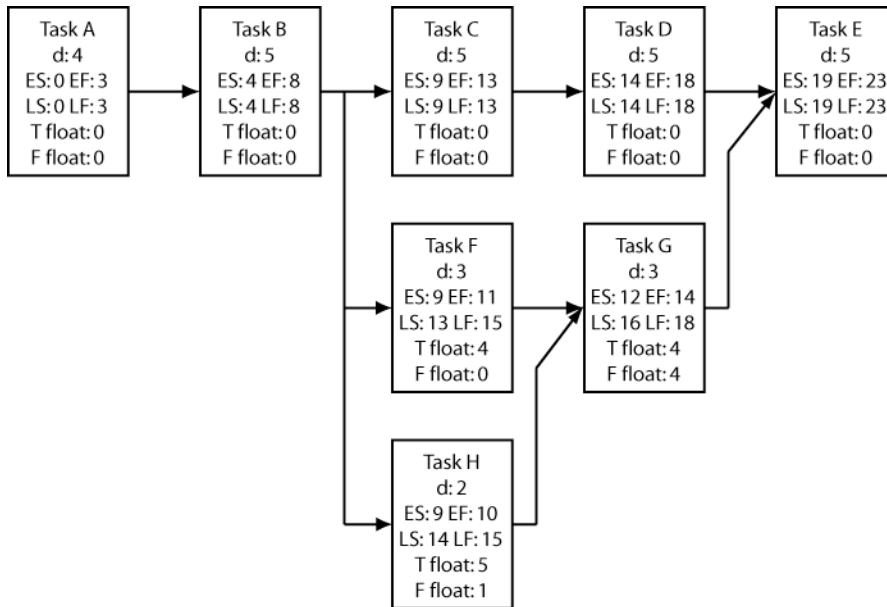 Task A
d: 4
ES: 0 EF: 3
LS: 0 LF: 3
T float: 0
F float: 0
Task B
d: 5
ES: 4 EF: 8
LS: 4 LF: 8
T float: 0
F float: 0
Task C
d: 5
ES: 9 EF: 13
LS: 9 LF: 13
T float: 0
F float: 0
Task D
d: 5
ES: 14 EF: 18
LS: 14 LF: 18
T float: 0
F float: 0
Task E
d: 5
ES: 19 EF: 23
LS: 19 LF: 23
T float: 0
F float: 0
Task F
d: 3
ES: 9 EF: 11
LS: 13 LF: 15
T float: 4
F float: 0
Task G
d: 3
ES: 12 EF: 14
LS: 16 LF: 18
T float: 4
F float: 4
Task H
d: 2
ES: 9 EF: 10
LS: 14 LF: 15
T float: 5
F float: 1